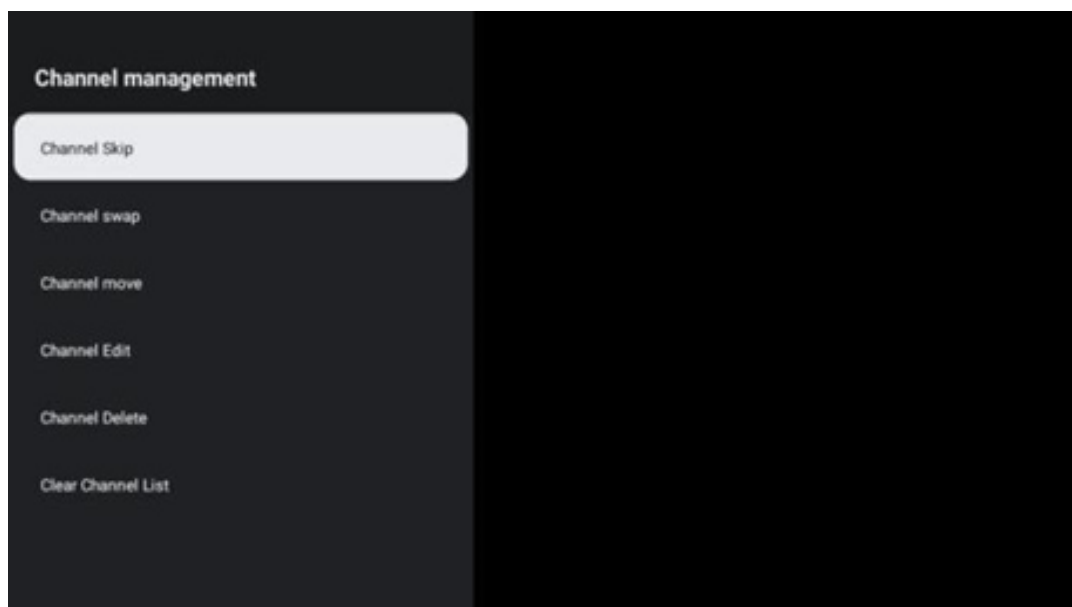 Channel management
Channel Skip
Channel swap
Channel move
Channel Edit
Channel Delete
Clear Channel List